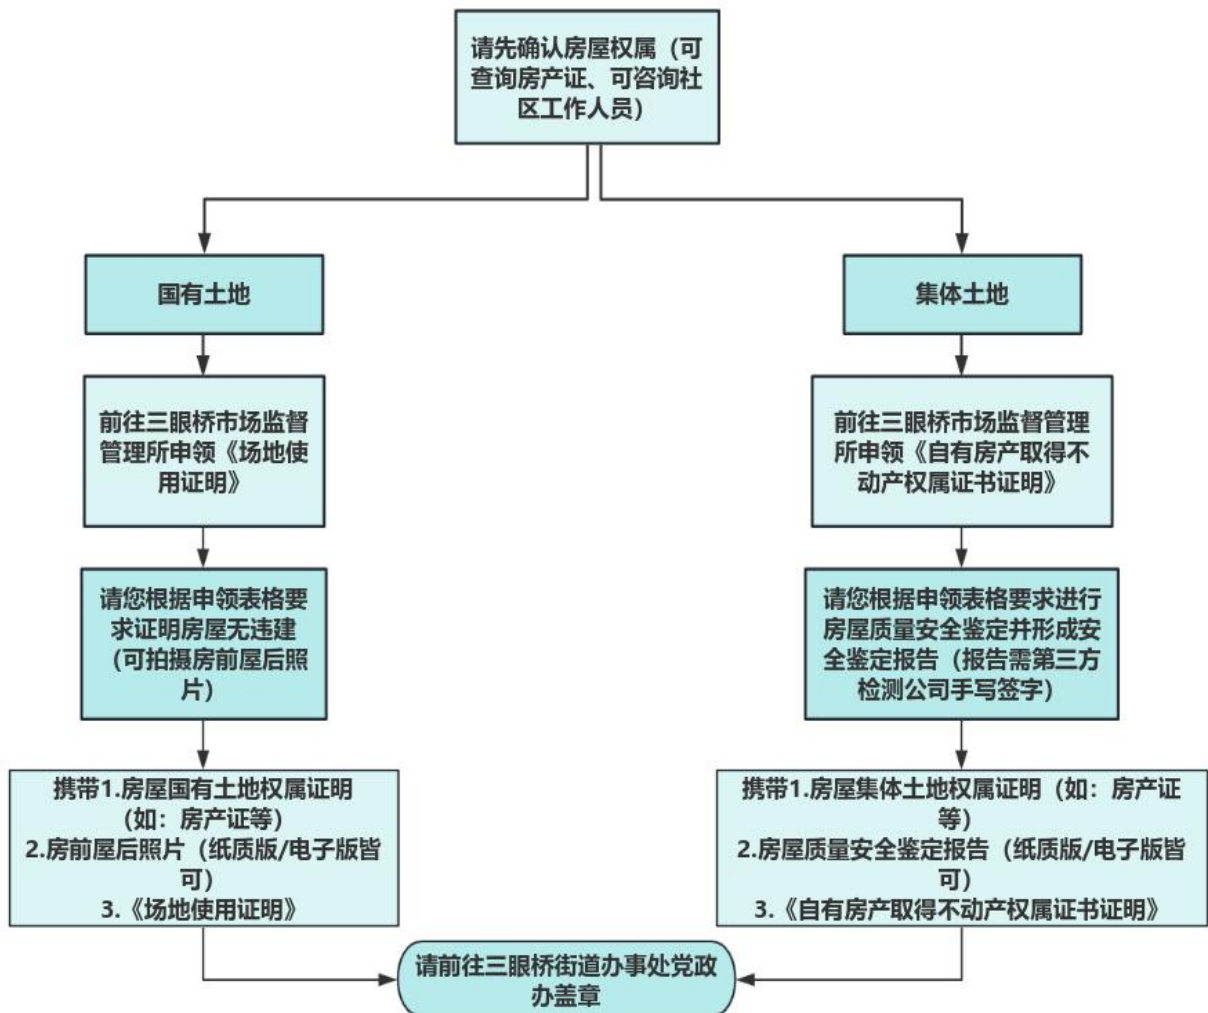 请先确认房屋权属（可
查询房产证、可咨询社
区工作人员）
国有土地
前往三眼桥市场监督
管理所申领《场地使
用证明》
请您根据申领表格要
求证明房屋无违建
（可拍摄房前屋后照
片）
携带1.房屋国有土地权属证明
（如：房产证等）
2.房前屋后照片（纸质版/电子版皆
可）
3.《场地使用证明》
集体土地
前往三眼桥市场监督管理
所申领《自有房产取得不
动产权属证书证明》
请您根据申领表格要求进行
房屋质量安全鉴定并形成安
全鉴定报告（报告需第三方
检测公司手写签字）
携带1.房屋集体土地权属证明（如：房产证
等）
2.房屋质量安全鉴定报告（纸质版/电子版皆
可）
3.《自有房产取得不动产权属证书证明》
请前往三眼桥街道办事处党政
办盖章